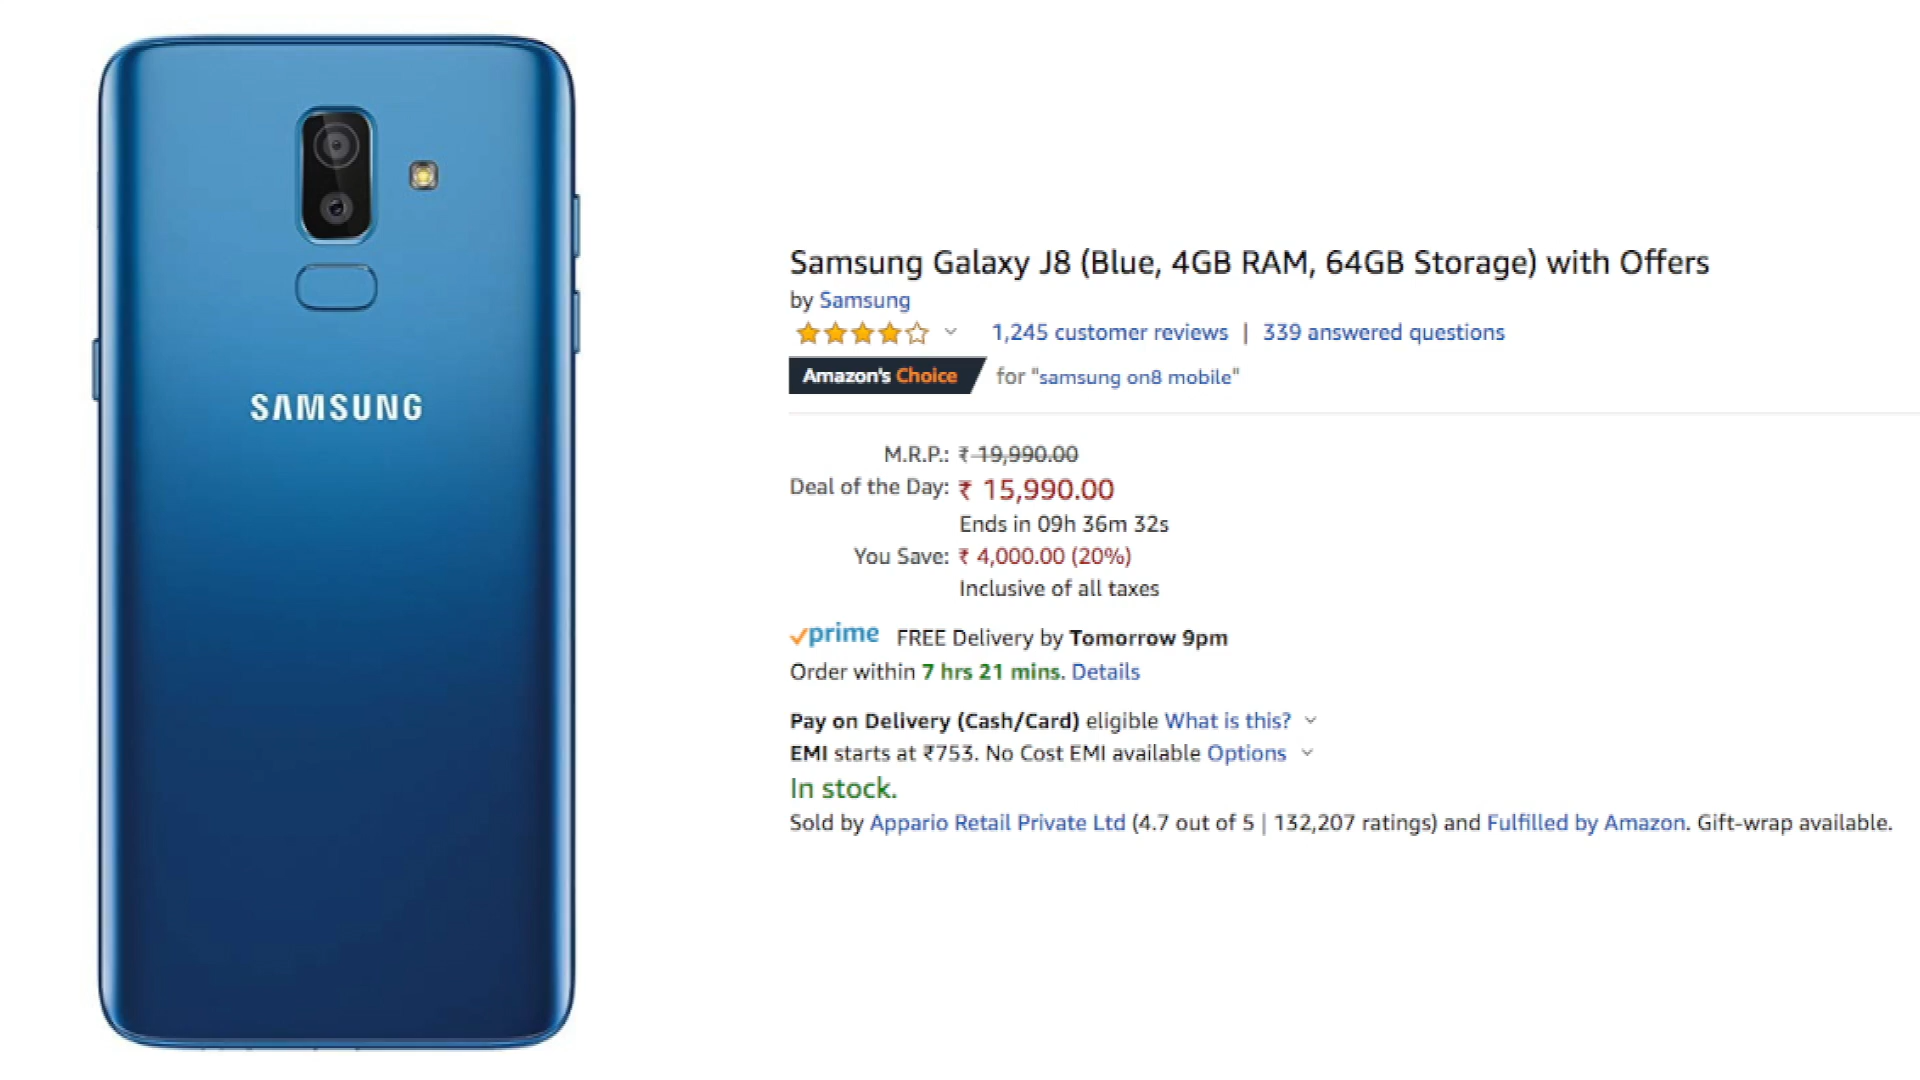 SAMSUNG
Samsung Galaxy J8 (Blue, 4GB RAM, 64GB Storage) with Offers
by Samsung
1,245 customer reviews | 339 answered questions
Amazon's Choice for "samsung on8 mobile"
M.R.P.: ₹ 19,990.00
Deal of the Day: ₹ 15,990.00
Ends in 09h 36m 32s
You Save: ₹ 4,000.00 (20%)
Inclusive of all taxes
prime FREE Delivery by Tomorrow 9pm
Order within 7 hrs 21 mins. Details
Pay on Delivery (Cash/Card) eligible What is this?
EMI starts at ₹753. No Cost EMI available Options
In stock.
Sold by Appario Retail Private Ltd (4.7 out of 5 | 132,207 ratings) and Fulfilled by Amazon. Gift-wrap available.